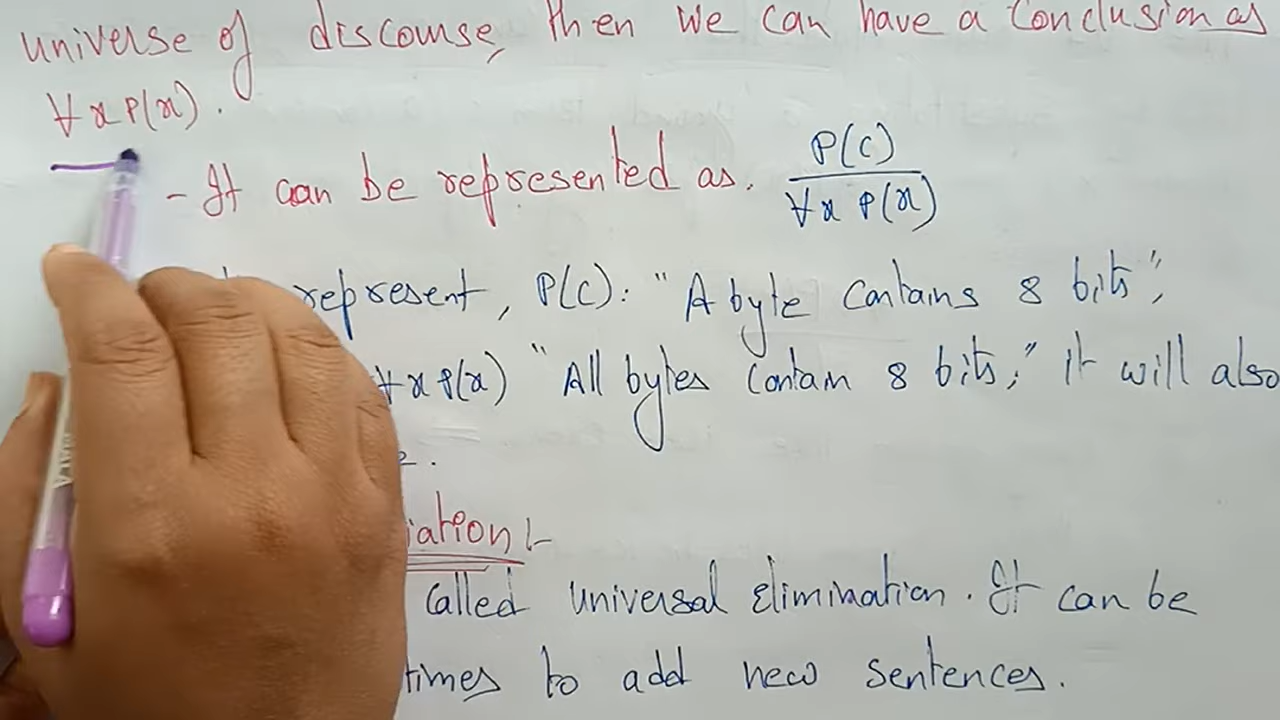 universe of discourse, then we can have a conclusion as
∀x P(x).
- It can be represented as. P(c) / ∀x P(x)
represent, P(c): "A byte contains 8 bits",
∀x P(x) "All bytes contain 8 bits," it will also
called universal elimination. It can be
times to add new sentences.